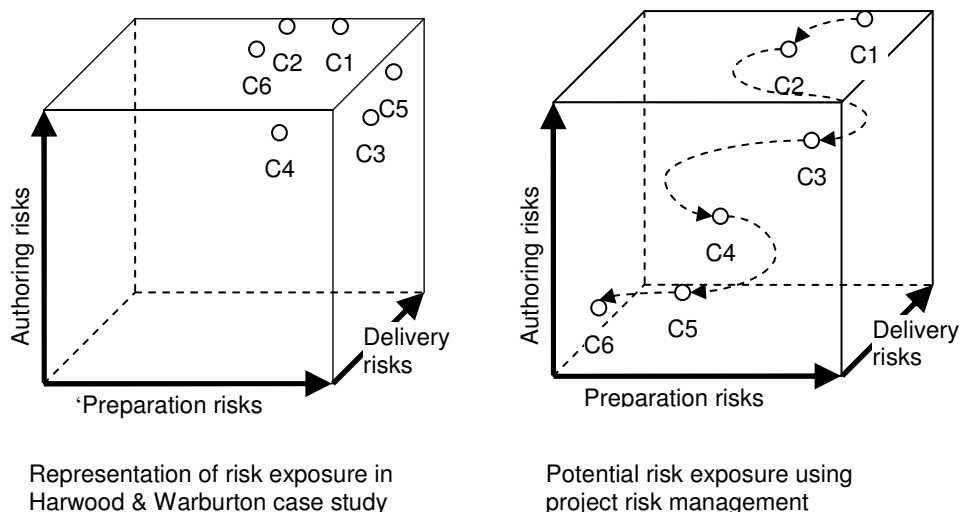 C2 C1
C6
C5
C4
C3
Authoring risks
Delivery
risks
‘Preparation risks
Representation of risk exposure in
Harwood & Warburton case study
C1
C2
C3
C4
C5
C6
Authoring risks
Delivery
risks
Preparation risks
Potential risk exposure using
project risk management